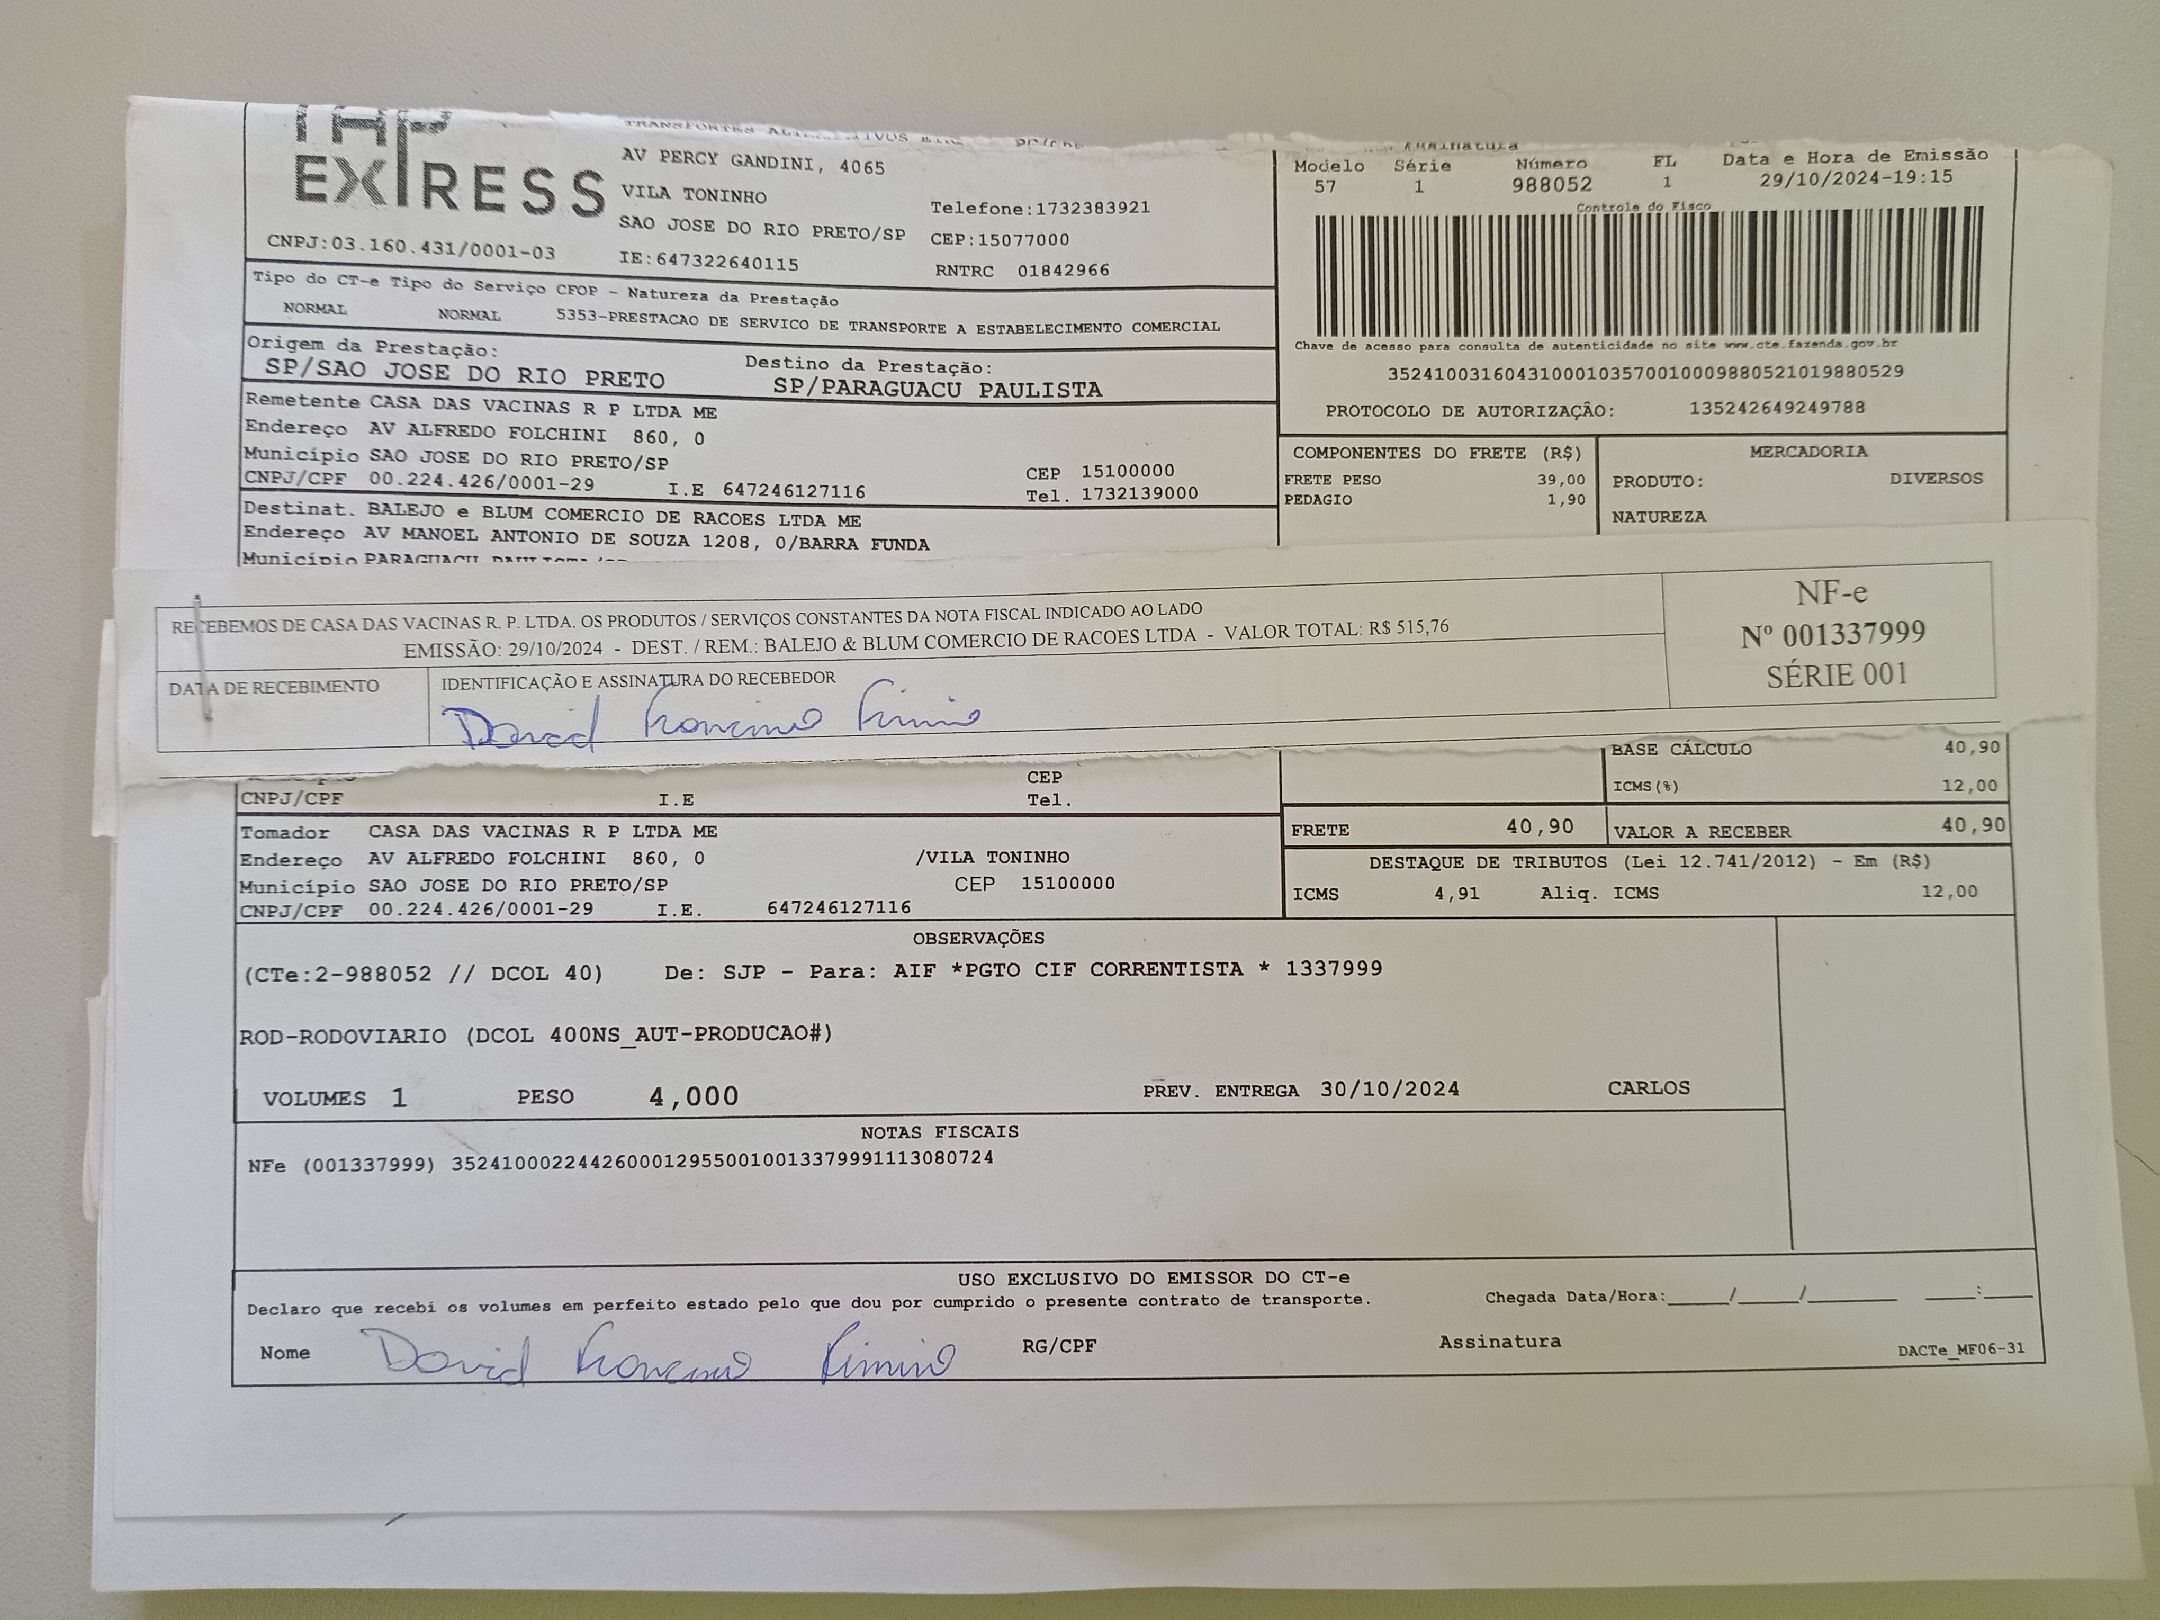 EXPRESS
AV PERCY GANDINI, 4065
VILA TONINHO
SAO JOSE DO RIO PRETO/SP
Telefone:1732383921
CEP:15077000
CNPJ:03.160.431/0001-03
IE:647322640115
RNTRC 01842966
Modelo Série Número FL Data e Hora de Emissão
57 1 988052 1 29/10/2024-19:15
Controle do Fisco
Chave de acesso para consulta de autenticidade no site www.cte.fazenda.gov.br
35241003160431000103570010009880521019880529
PROTOCOLO DE AUTORIZAÇÃO: 135242649249788
Tipo do CT-e Tipo do Serviço CFOP - Natureza da Prestação
NORMAL NORMAL 5353-PRESTACAO DE SERVICO DE TRANSPORTE A ESTABELECIMENTO COMERCIAL
Origem da Prestação: Destino da Prestação:
SP/SAO JOSE DO RIO PRETO SP/PARAGUACU PAULISTA
Remetente CASA DAS VACINAS R P LTDA ME
Endereço AV ALFREDO FOLCHINI 860, 0
Município SAO JOSE DO RIO PRETO/SP CEP 15100000
CNPJ/CPF 00.224.426/0001-29 I.E 647246127116 Tel. 1732139000
Destinat. BALEJO e BLUM COMERCIO DE RACOES LTDA ME
Endereço AV MANOEL ANTONIO DE SOUZA 1208, 0/BARRA FUNDA
Município PARAGUACU
COMPONENTES DO FRETE (R$) MERCADORIA
FRETE PESO 39,00 PRODUTO: DIVERSOS
PEDAGIO 1,90 NATUREZA
RECEBEMOS DE CASA DAS VACINAS R. P. LTDA. OS PRODUTOS / SERVIÇOS CONSTANTES DA NOTA FISCAL INDICADO AO LADO
EMISSÃO: 29/10/2024 - DEST. / REM.: BALEJO & BLUM COMERCIO DE RACOES LTDA - VALOR TOTAL: R$ 515,76
NF-e
Nº 001337999
SÉRIE 001
DATA DE RECEBIMENTO IDENTIFICAÇÃO E ASSINATURA DO RECEBEDOR
David
CEP
CNPJ/CPF I.E Tel.
BASE CÁLCULO 40,90
ICMS(%) 12,00
FRETE 40,90 VALOR A RECEBER 40,90
Tomador CASA DAS VACINAS R P LTDA ME
Endereço AV ALFREDO FOLCHINI 860, 0 /VILA TONINHO
Município SAO JOSE DO RIO PRETO/SP CEP 15100000
CNPJ/CPF 00.224.426/0001-29 I.E. 647246127116
DESTAQUE DE TRIBUTOS (Lei 12.741/2012) - Em (R$)
ICMS 4,91 Aliq. ICMS 12,00
OBSERVAÇÕES
(CTe:2-988052 // DCOL 40) De: SJP - Para: AIF *PGTO CIF CORRENTISTA * 1337999
ROD-RODOVIARIO (DCOL 400NS_AUT-PRODUCAO#)
VOLUMES 1 PESO 4,000 PREV. ENTREGA 30/10/2024 CARLOS
NOTAS FISCAIS
NFe (001337999) 35241000224426000129550010013379991113080724
USO EXCLUSIVO DO EMISSOR DO CT-e
Declaro que recebi os volumes em perfeito estado pelo que dou por cumprido o presente contrato de transporte. Chegada Data/Hora:____/____/______ ____:____
Nome David RG/CPF Assinatura
DACTe_MF06-31